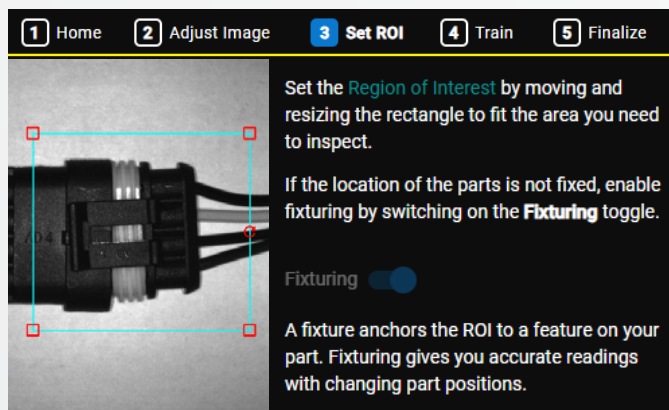 1 Home 2 Adjust Image 3 Set ROI 4 Train 5 Finalize
Set the Region of Interest by moving and
resizing the rectangle to fit the area you need
to inspect.
If the location of the parts is not fixed, enable
fixturing by switching on the Fixturing toggle.
Fixturing
A fixture anchors the ROI to a feature on your
part. Fixturing gives you accurate readings
with changing part positions.